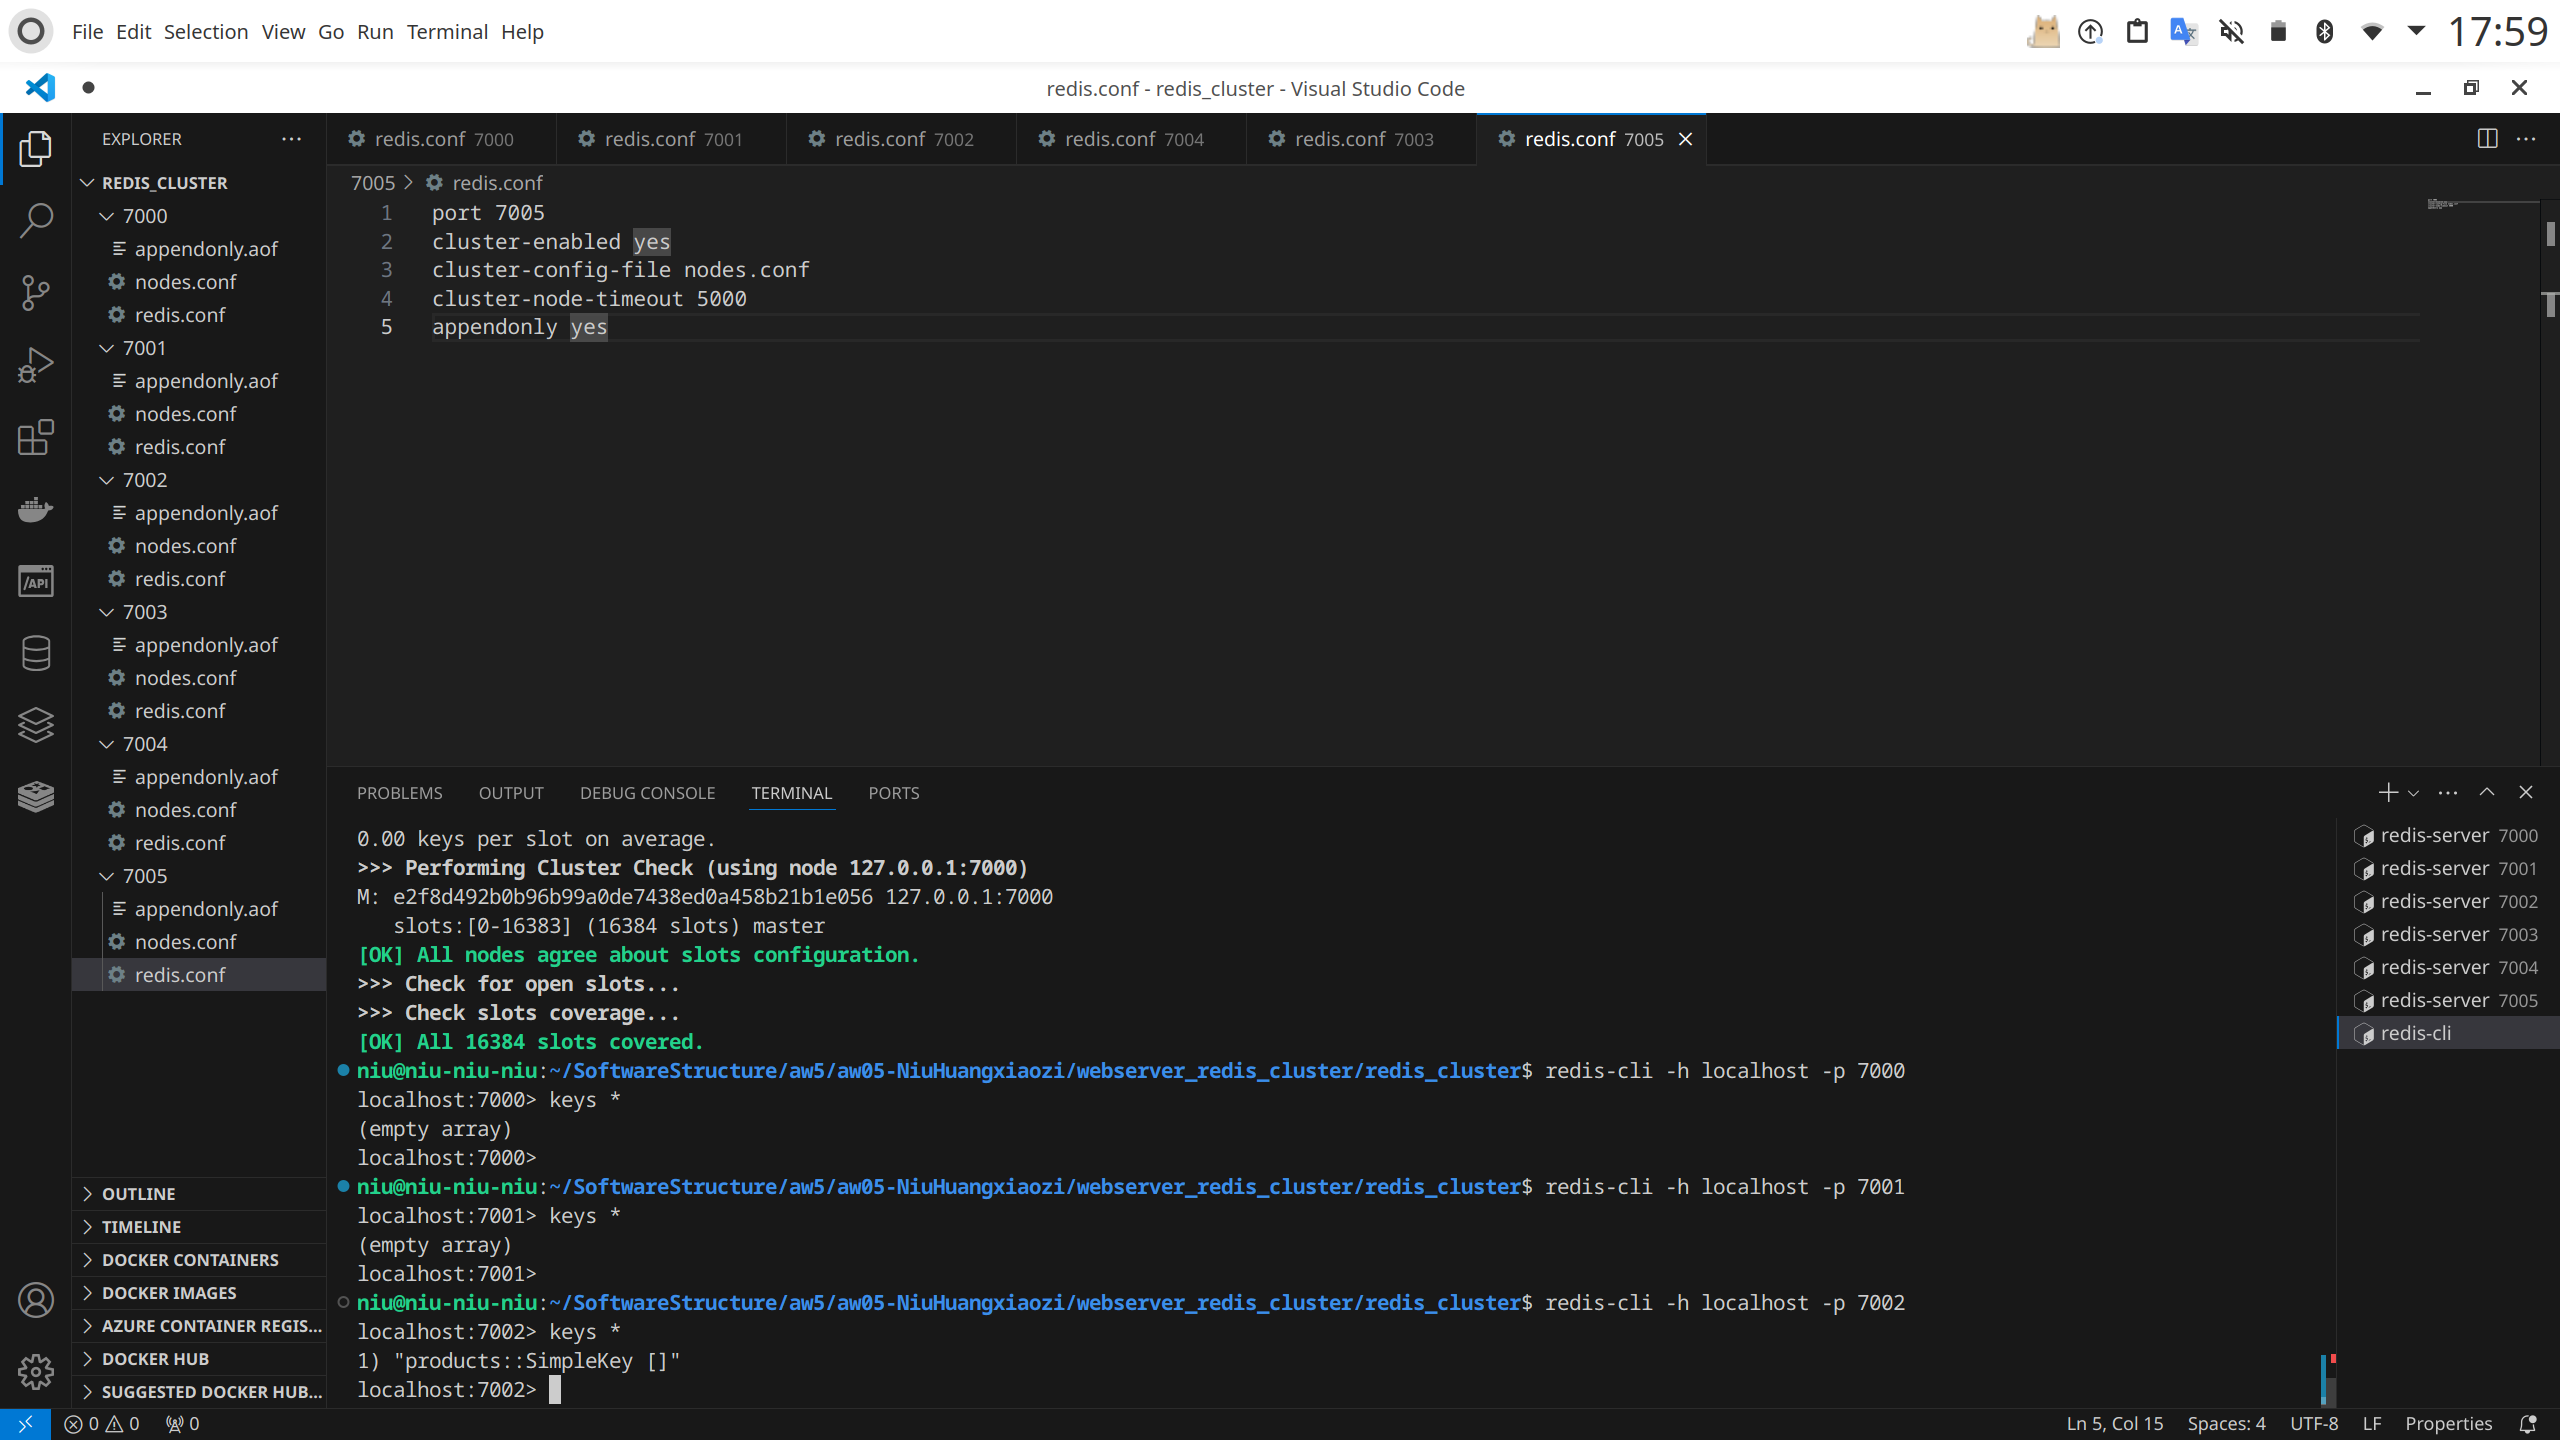 File Edit Selection View Go Run Terminal Help
17:59
redis.conf - redis_cluster - Visual Studio Code
EXPLORER
redis.conf 7000
redis.conf 7001
redis.conf 7002
redis.conf 7004
redis.conf 7003
redis.conf 7005
REDIS_CLUSTER
7000
appendonly.aof
nodes.conf
redis.conf
7001
appendonly.aof
nodes.conf
redis.conf
7002
appendonly.aof
nodes.conf
redis.conf
7003
appendonly.aof
nodes.conf
redis.conf
7004
appendonly.aof
nodes.conf
redis.conf
7005
appendonly.aof
nodes.conf
redis.conf
OUTLINE
TIMELINE
DOCKER CONTAINERS
DOCKER IMAGES
AZURE CONTAINER REGIS...
DOCKER HUB
SUGGESTED DOCKER HUB...
7005 > redis.conf
1 port 7005
2 cluster-enabled yes
3 cluster-config-file nodes.conf
4 cluster-node-timeout 5000
5 appendonly yes
PROBLEMS OUTPUT DEBUG CONSOLE TERMINAL PORTS
0.00 keys per slot on average.
>>> Performing Cluster Check (using node 127.0.0.1:7000)
M: e2f8d492b0b96b99a0de7438ed0a458b21b1e056 127.0.0.1:7000
slots:[0-16383] (16384 slots) master
[OK] All nodes agree about slots configuration.
>>> Check for open slots...
>>> Check slots coverage...
[OK] All 16384 slots covered.
niu@niu-niu-niu:~/SoftwareStructure/aw5/aw05-NiuHuangxiaozi/webserver_redis_cluster/redis_cluster$ redis-cli -h localhost -p 7000
localhost:7000> keys *
(empty array)
localhost:7000>
niu@niu-niu-niu:~/SoftwareStructure/aw5/aw05-NiuHuangxiaozi/webserver_redis_cluster/redis_cluster$ redis-cli -h localhost -p 7001
localhost:7001> keys *
(empty array)
localhost:7001>
niu@niu-niu-niu:~/SoftwareStructure/aw5/aw05-NiuHuangxiaozi/webserver_redis_cluster/redis_cluster$ redis-cli -h localhost -p 7002
localhost:7002> keys *
1) "products::SimpleKey []"
localhost:7002>
redis-server 7000
redis-server 7001
redis-server 7002
redis-server 7003
redis-server 7004
redis-server 7005
redis-cli
/API
0 0 0
Ln 5, Col 15 Spaces: 4 UTF-8 LF Properties